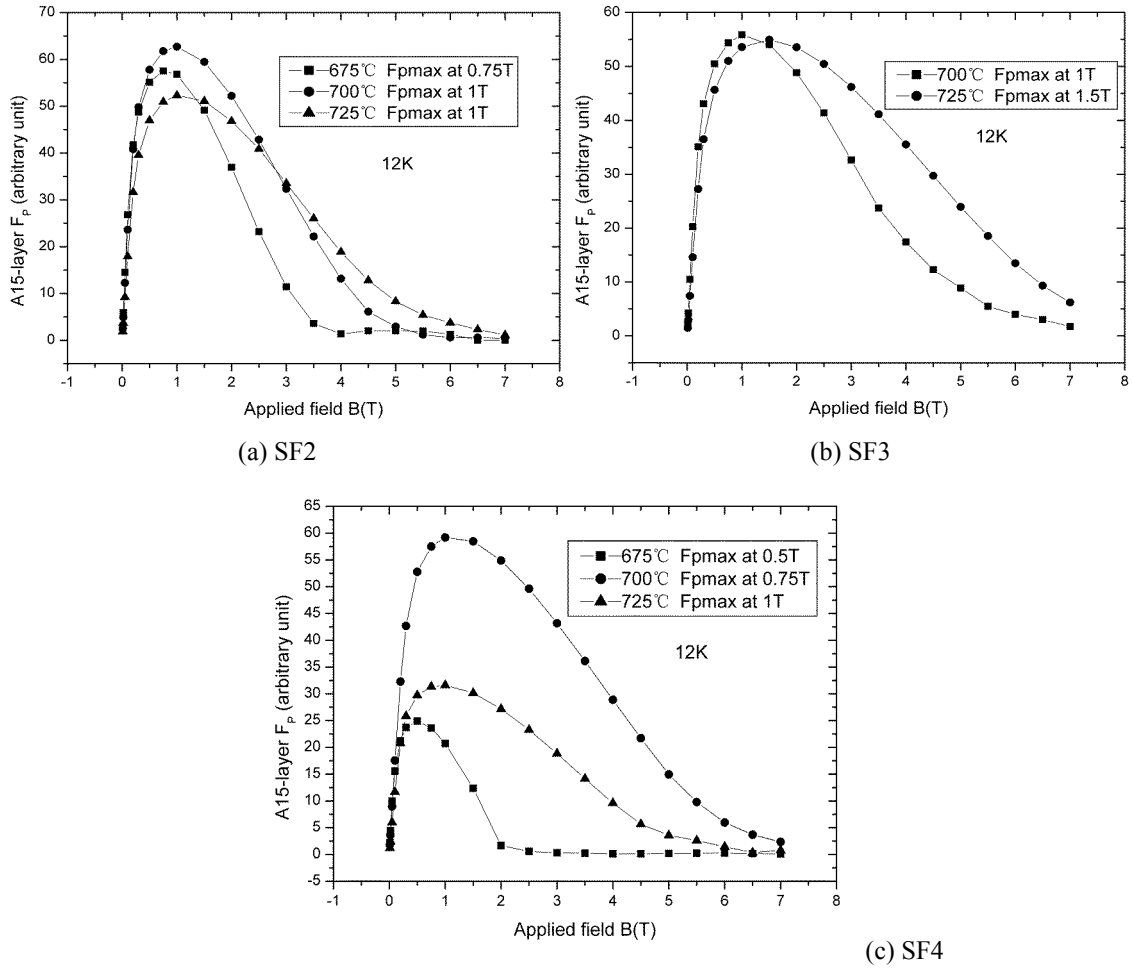 70
60
50
40
30
20
10
0
-1 0 1 2 3 4 5 6 7 8
A15-layer FP (arbitrary unit)
Applied field B(T)
675℃ Fpmax at 0.75T
700℃ Fpmax at 1T
725℃ Fpmax at 1T
12K
(a) SF2
60
50
40
30
20
10
0
-1 0 1 2 3 4 5 6 7 8
A15-layer FP (arbitrary unit)
Applied field B(T)
700℃ Fpmax at 1T
725℃ Fpmax at 1.5T
12K
(b) SF3
65
60
55
50
45
40
35
30
25
20
15
10
5
0
-5
-1 0 1 2 3 4 5 6 7 8
A15-layer FP (arbitrary unit)
Applied field B(T)
675℃ Fpmax at 0.5T
700℃ Fpmax at 0.75T
725℃ Fpmax at 1T
12K
(c) SF4